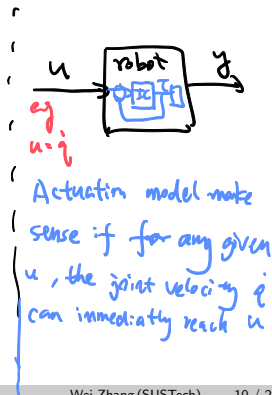 robot
u
y
eg
u = q̇
Actuation model make
sense if for any given
u, the joint velocity q̇
can immediatly reach u
Wei Zhang (SUSTech) 10 / 2